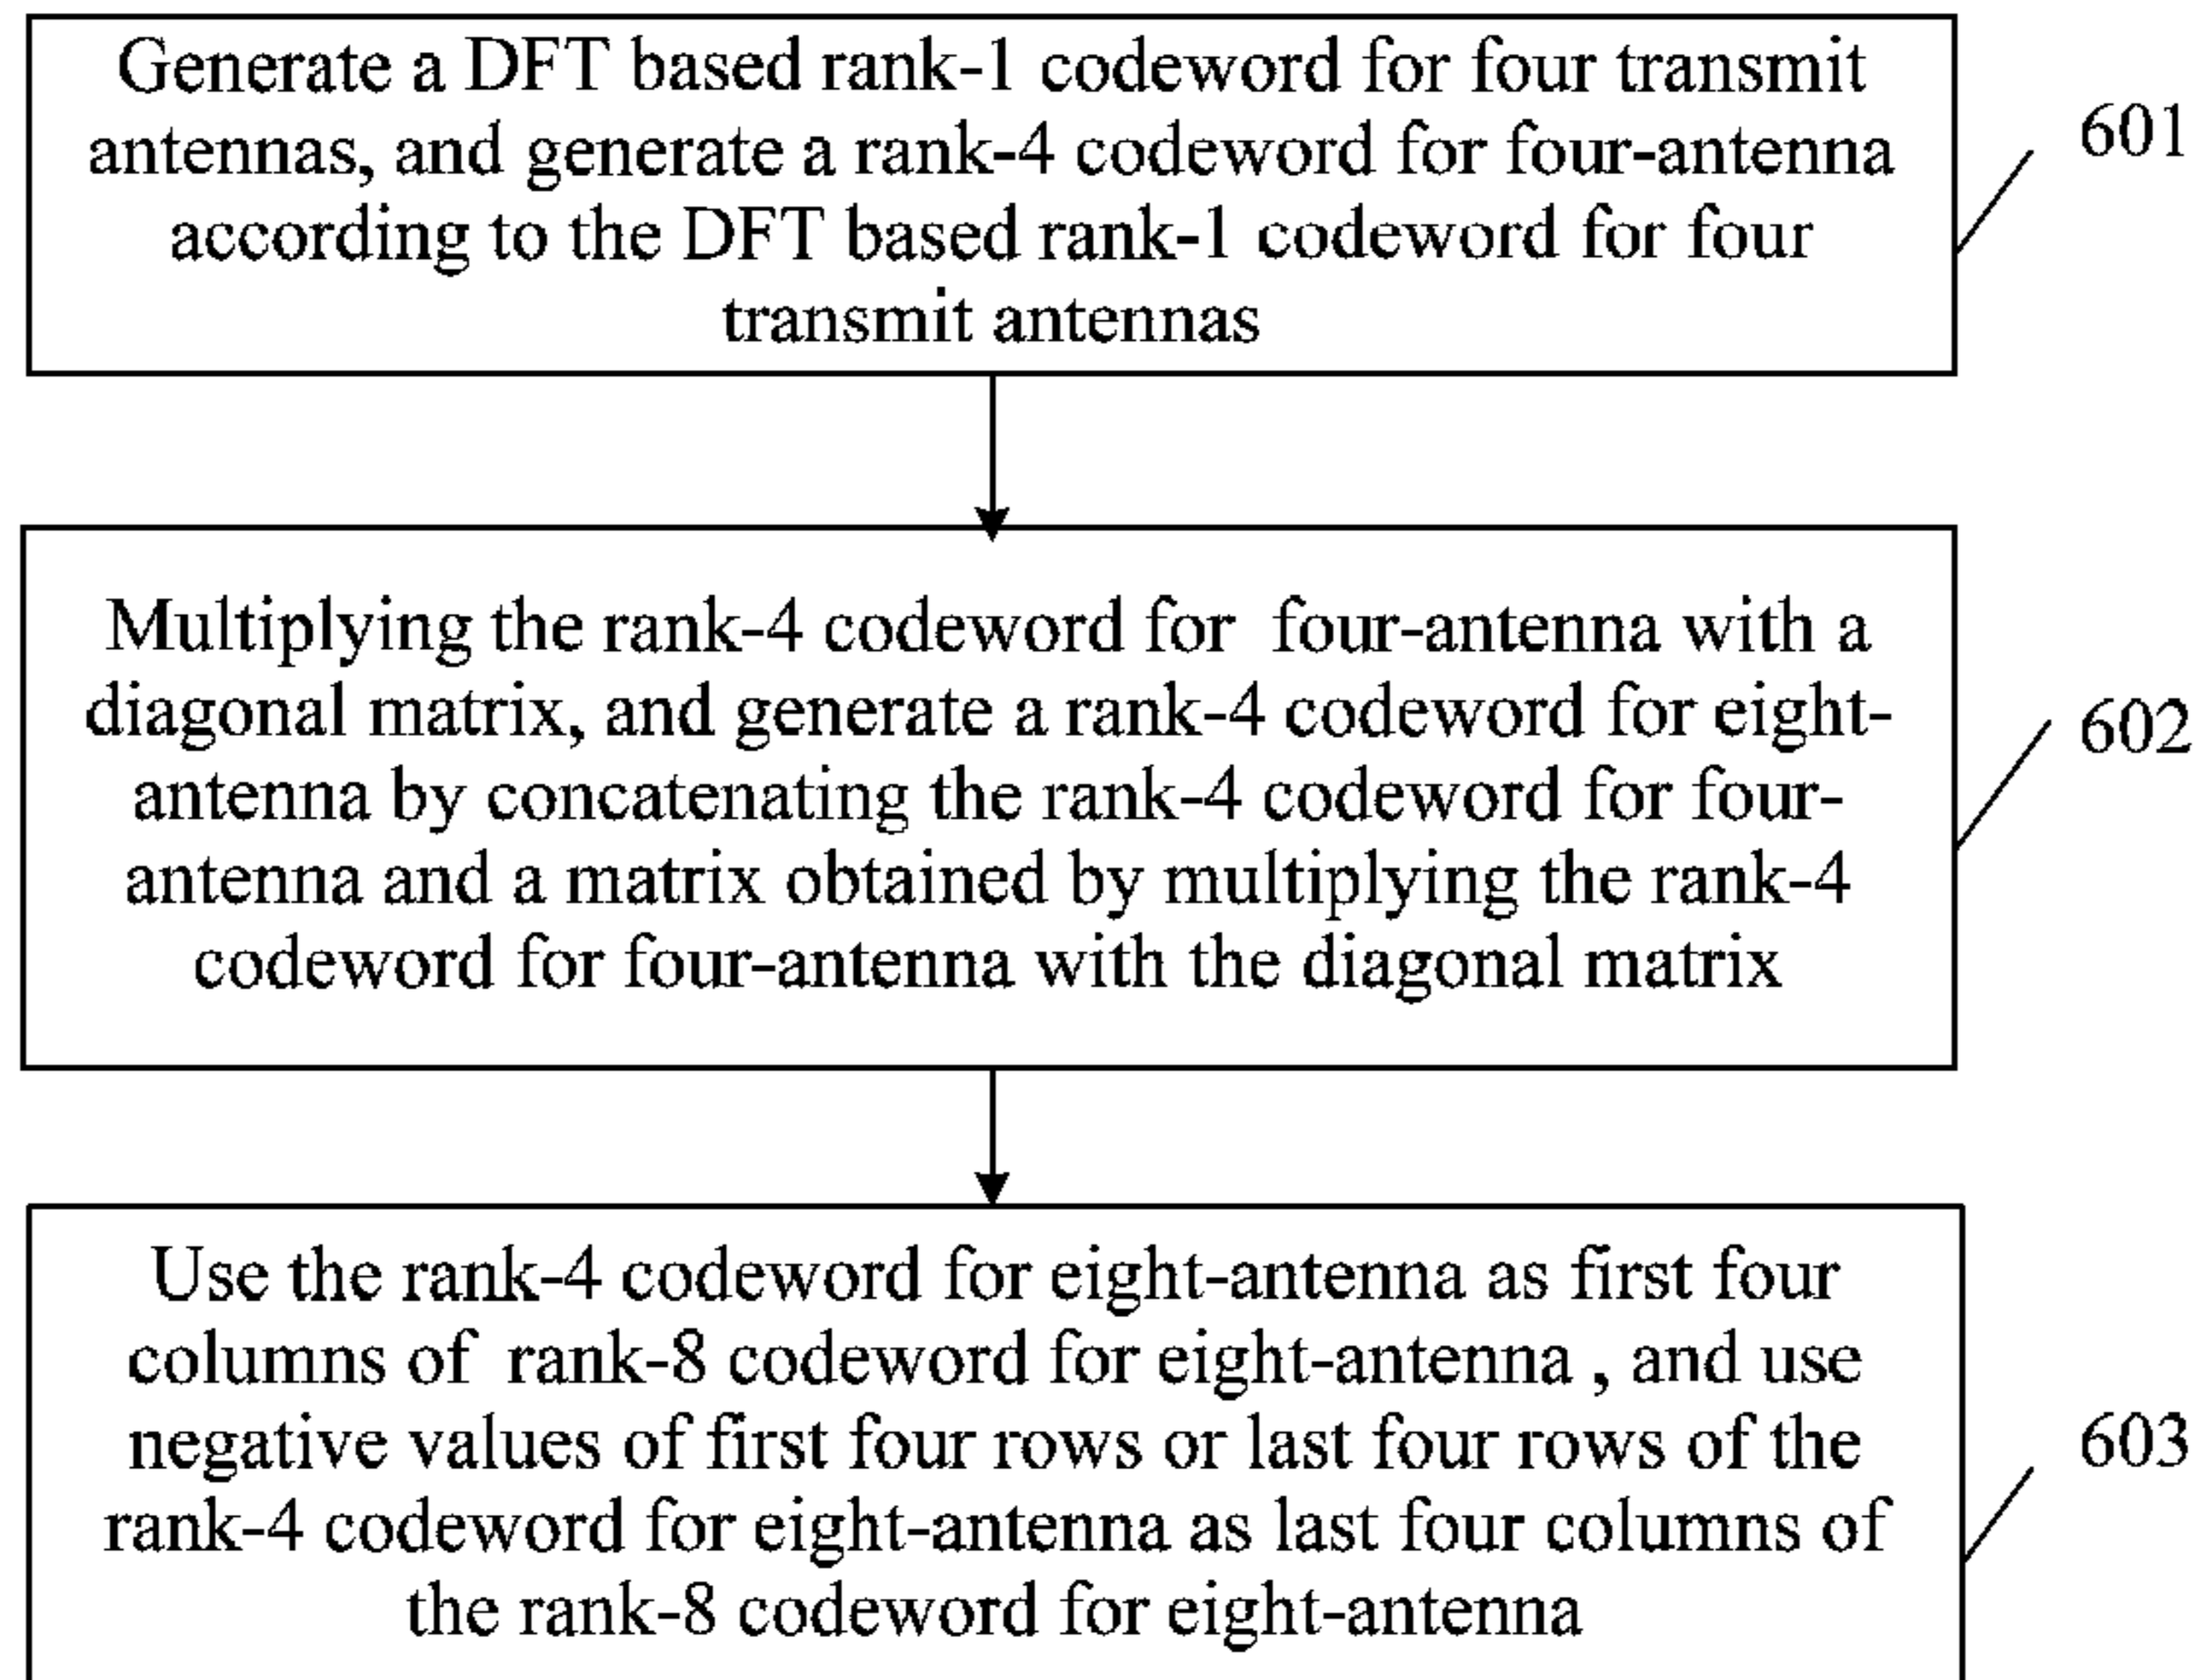 Generate a DFT based rank-1 codeword for four transmit
antennas, and generate a rank-4 codeword for four-antenna
according to the DFT based rank-1 codeword for four
transmit antennas
601
Multiplying the rank-4 codeword for four-antenna with a
diagonal matrix, and generate a rank-4 codeword for eight-
antenna by concatenating the rank-4 codeword for four-
antenna and a matrix obtained by multiplying the rank-4
codeword for four-antenna with the diagonal matrix
602
Use the rank-4 codeword for eight-antenna as first four
columns of rank-8 codeword for eight-antenna , and use
negative values of first four rows or last four rows of the
rank-4 codeword for eight-antenna as last four columns of
the rank-8 codeword for eight-antenna
603